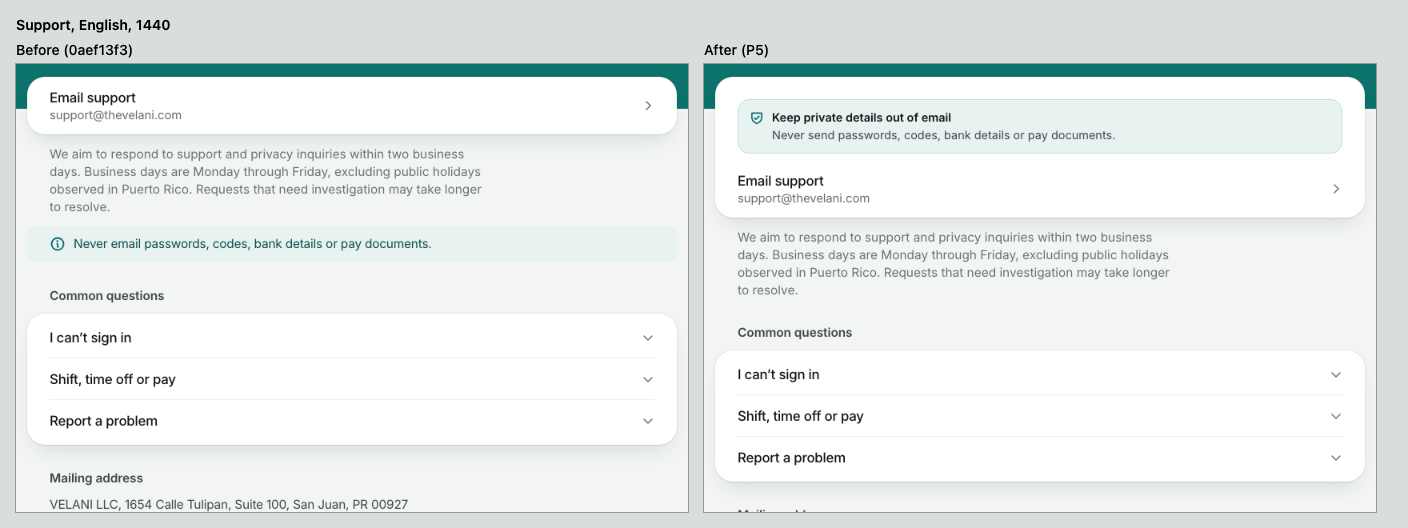 Support, English, 1440
Before (0aef13f3)
Email support
support@thevelani.com
We aim to respond to support and privacy inquiries within two business
days. Business days are Monday through Friday, excluding public holidays
observed in Puerto Rico. Requests that need investigation may take longer
to resolve.
Never email passwords, codes, bank details or pay documents.
Common questions
I can’t sign in
Shift, time off or pay
Report a problem
Mailing address
VELANI LLC, 1654 Calle Tulipan, Suite 100, San Juan, PR 00927
After (P5)
Keep private details out of email
Never send passwords, codes, bank details or pay documents.
Email support
support@thevelani.com
We aim to respond to support and privacy inquiries within two business
days. Business days are Monday through Friday, excluding public holidays
observed in Puerto Rico. Requests that need investigation may take longer
to resolve.
Common questions
I can’t sign in
Shift, time off or pay
Report a problem